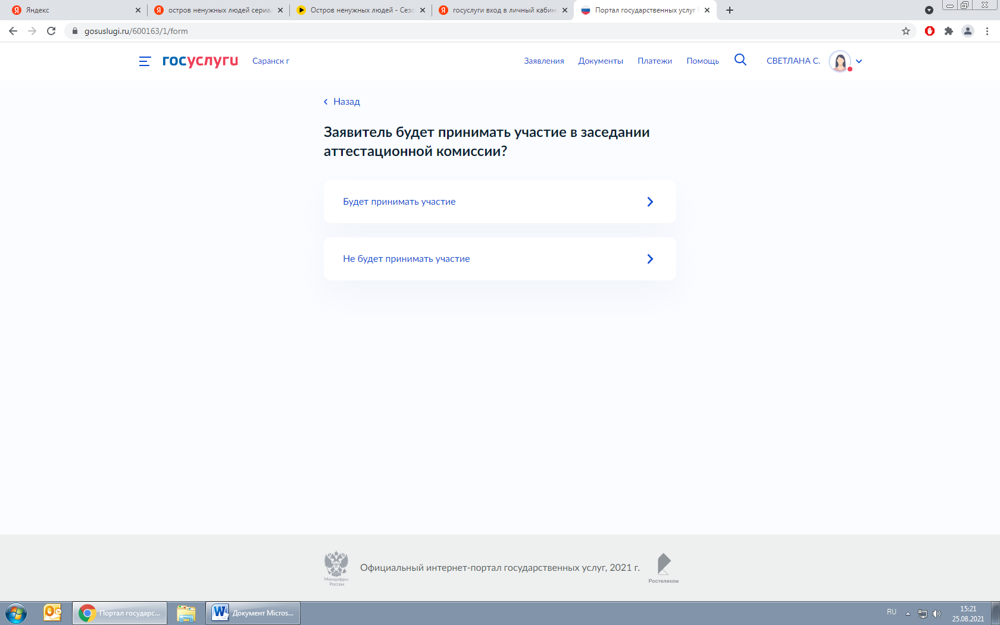 Яндекс
остров ненужных людей сериа
Остров ненужных людей - Сез
госуслуги вход в личный кабин
Портал государственных услуг
gosuslugi.ru/600163/1/form
госуслуги
Саранск г
Заявления
Документы
Платежи
Помощь
СВЕТЛАНА С.
Назад
Заявитель будет принимать участие в заседании
аттестационной комиссии?
Будет принимать участие
Не будет принимать участие
Минцифры
России
Официальный интернет-портал государственных услуг, 2021 г.
Ростелеком
Портал государс...
Документ Micros...
RU
15:21
25.08.2021